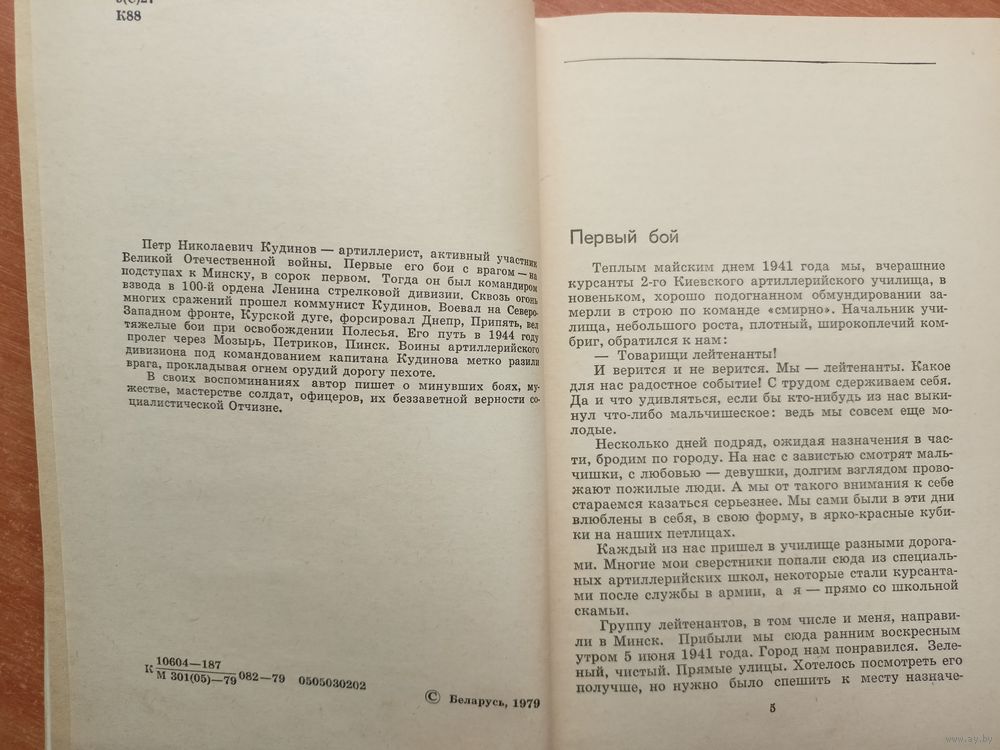 К88
Петр Николаевич Кудинов — артиллерист, активный участник
Великой Отечественной войны. Первые его бои с врагом — на
подступах к Минску, в сорок первом. Тогда он был командиром
взвода в 100-й ордена Ленина стрелковой дивизии. Сквозь огонь
многих сражений прошел коммунист Кудинов. Воевал на Северо-
Западном фронте, Курской дуге, форсировал Днепр, Припять, вел
тяжелые бои при освобождении Полесья. Его путь в 1944 году
пролег через Мозырь, Петриков, Пинск. Воины артиллерийского
дивизиона под командованием капитана Кудинова метко разили
врага, прокладывая огнем орудий дорогу пехоте.
В своих воспоминаниях автор пишет о минувших боях, му-
жестве, мастерстве солдат, офицеров, их беззаветной верности со-
циалистической Отчизне.
К 10604—187
М 301(05)—79 082—79 0505030202
© Беларусь, 1979
Первый бой
Теплым майским днем 1941 года мы, вчерашние
курсанты 2-го Киевского артиллерийского училища, в
новеньком, хорошо подогнанном обмундировании за-
мерли в строю по команде «смирно». Начальник учи-
лища, небольшого роста, плотный, широкоплечий ком-
бриг, обратился к нам:
— Товарищи лейтенанты!
И верится и не верится. Мы — лейтенанты. Какое
для нас радостное событие! С трудом сдерживаем себя.
Да и что удивляться, если бы кто-нибудь из нас выки-
нул что-либо мальчишеское: ведь мы совсем еще мо-
лодые.
Несколько дней подряд, ожидая назначения в час-
ти, бродим по городу. На нас с завистью смотрят маль-
чишки, с любовью — девушки, долгим взглядом прово-
жают пожилые люди. А мы от такого внимания к себе
стараемся казаться серьезнее. Мы сами были в эти дни
влюблены в себя, в свою форму, в ярко-красные куби-
ки на наших петлицах.
Каждый из нас пришел в училище разными дорога-
ми. Многие мои сверстники попали сюда из специаль-
ных артиллерийских школ, некоторые стали курсанта-
ми после службы в армии, а я — прямо со школьной
скамьи.
Группу лейтенантов, в том числе и меня, направи-
ли в Минск. Прибыли мы сюда ранним воскресным
утром 5 июня 1941 года. Город нам понравился. Зеле-
ный, чистый. Прямые улицы. Хотелось посмотреть его
получше, но нужно было спешить к месту назначе-
5
www.ay.by